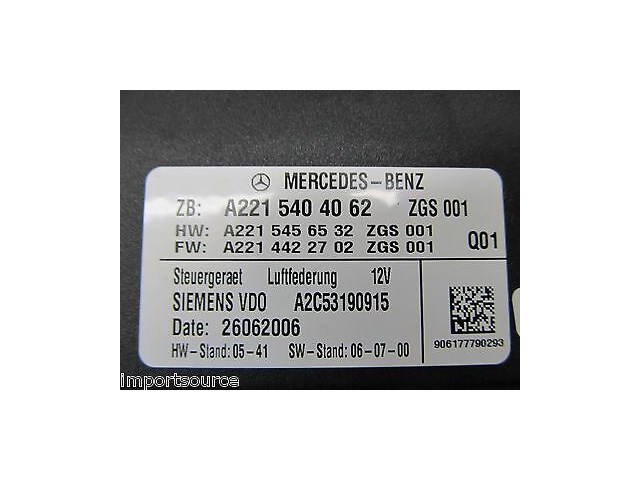 MERCEDES-BENZ
ZB: A221 540 40 62 ZGS 001
HW: A221 545 65 32 ZGS 001
FW: A221 442 27 02 ZGS 001 Q01
Steuergeraet Luftfederung 12V
SIEMENS VDO A2C53190915
Date: 26062006
HW-Stand: 05-41 SW-Stand: 06-07-00
906177790293
importsource